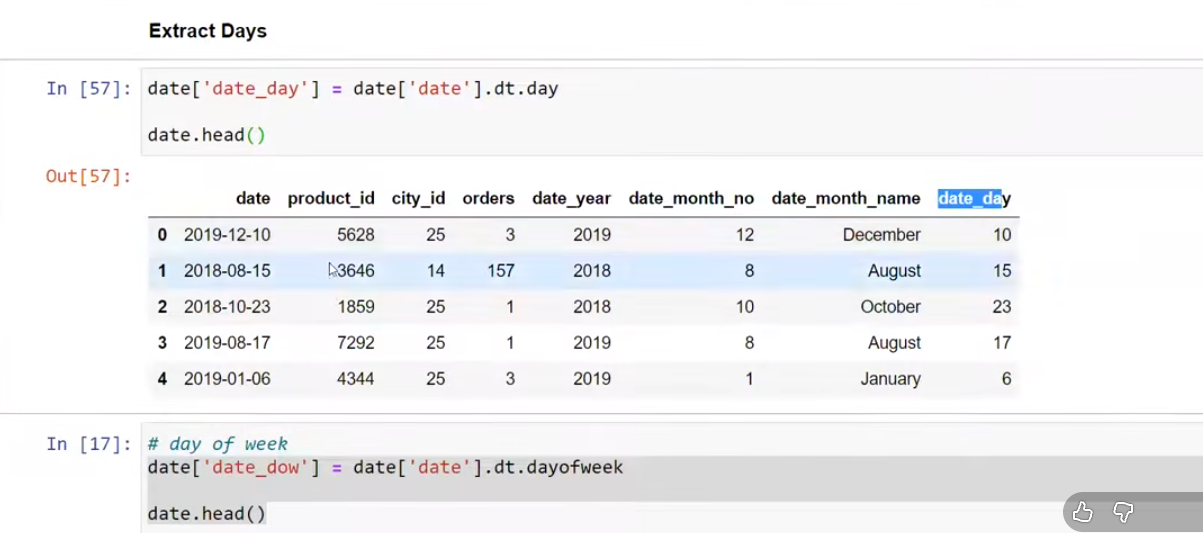 Extract Days
In [57]: date['date_day'] = date['date'].dt.day
date.head()
Out[57]:
date product_id city_id orders date_year date_month_no date_month_name date_day
0 2019-12-10 5628 25 3 2019 12 December 10
1 2018-08-15 3646 14 157 2018 8 August 15
2 2018-10-23 1859 25 1 2018 10 October 23
3 2019-08-17 7292 25 1 2019 8 August 17
4 2019-01-06 4344 25 3 2019 1 January 6
In [17]: # day of week
date['date_dow'] = date['date'].dt.dayofweek
date.head()